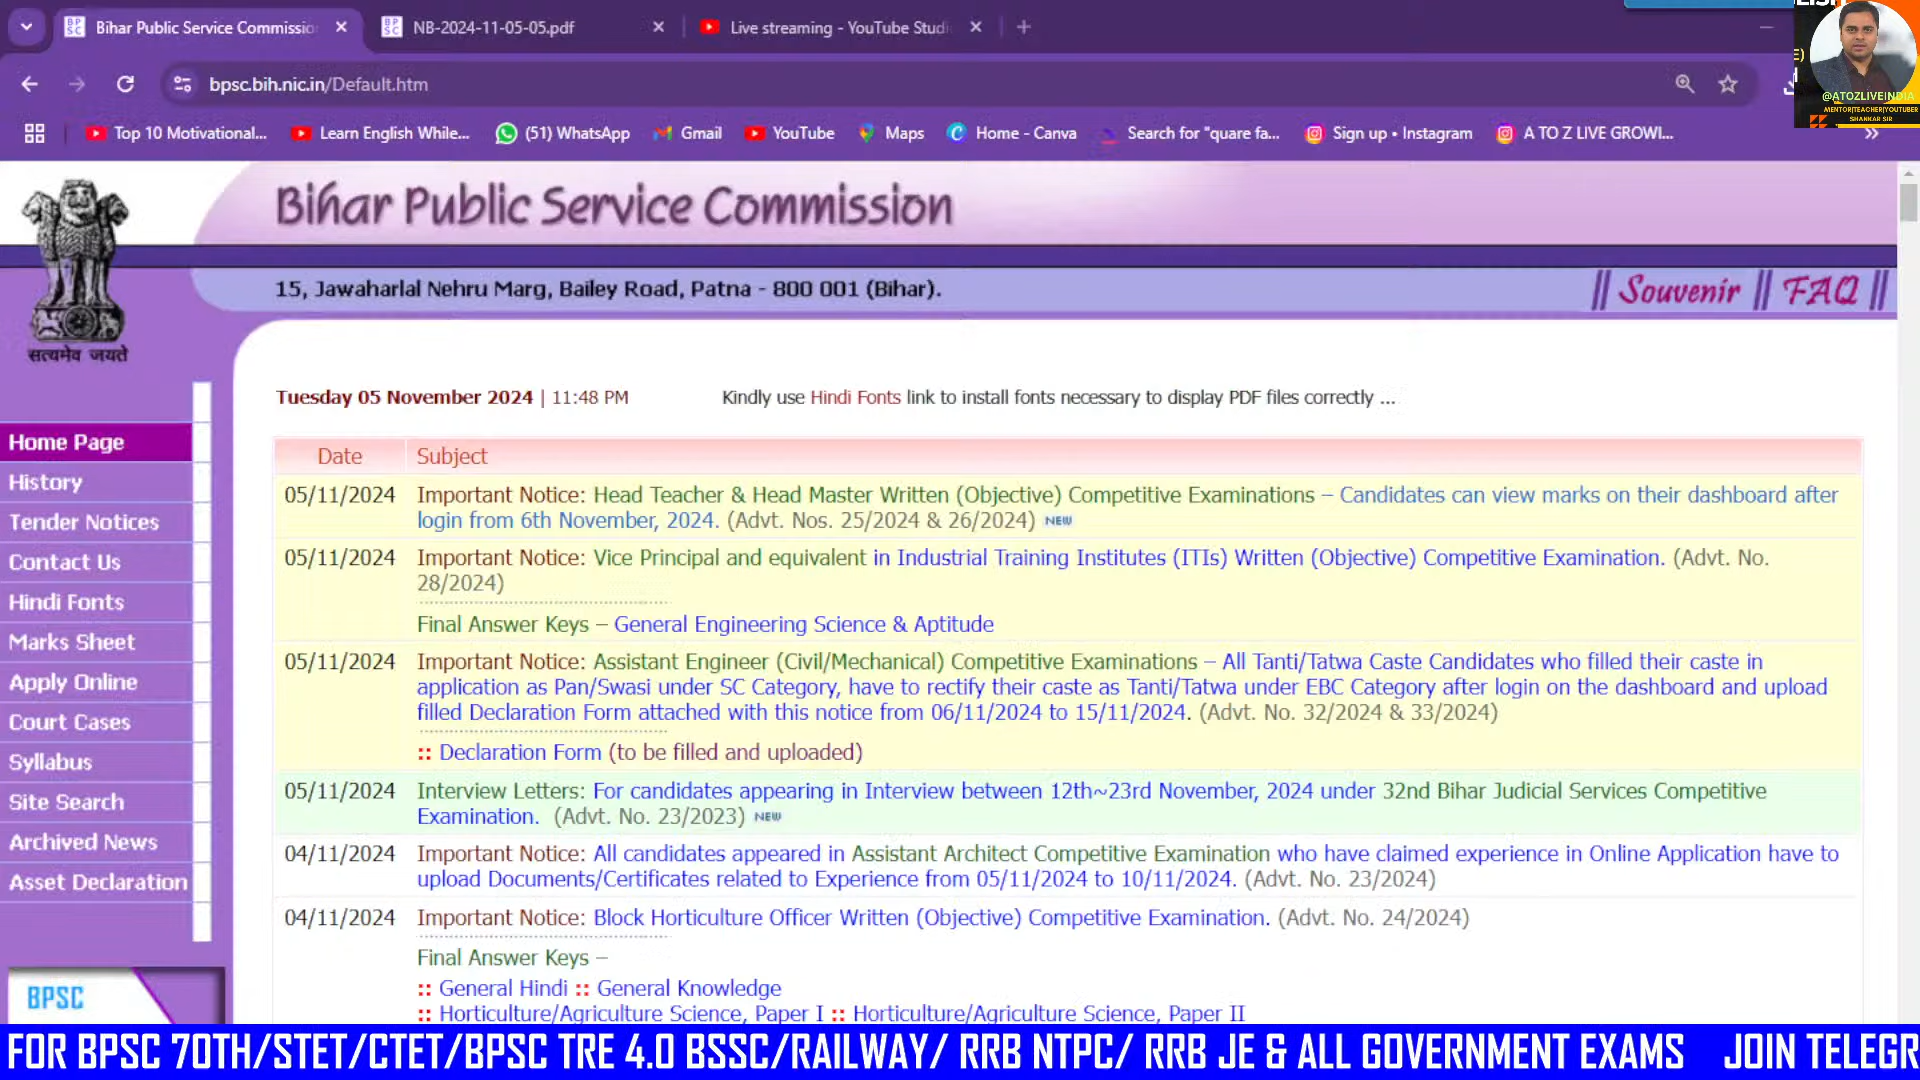 Bihar Public Service Commissio
NB-2024-11-05-05.pdf
Live streaming - YouTube Studi
bpsc.bih.nic.in/Default.htm
@ATOZLIVEINDIA
MENTOR|TEACHER|YOUTUBER
SHANKAR SIR
Top 10 Motivational...
Learn English While...
(51) WhatsApp
Gmail
YouTube
Maps
Home - Canva
Search for "quare fa...
Sign up • Instagram
A TO Z LIVE GROWI...
Bihar Public Service Commission
15, Jawaharlal Nehru Marg, Bailey Road, Patna - 800 001 (Bihar).
|| Souvenir || FAQ ||
सत्यमेव जयते
Tuesday 05 November 2024 | 11:48 PM
Kindly use Hindi Fonts link to install fonts necessary to display PDF files correctly ...
Home Page
History
Tender Notices
Contact Us
Hindi Fonts
Marks Sheet
Apply Online
Court Cases
Syllabus
Site Search
Archived News
Asset Declaration
BPSC
Date Subject
05/11/2024 Important Notice: Head Teacher & Head Master Written (Objective) Competitive Examinations – Candidates can view marks on their dashboard after
login from 6th November, 2024. (Advt. Nos. 25/2024 & 26/2024) NEW
05/11/2024 Important Notice: Vice Principal and equivalent in Industrial Training Institutes (ITIs) Written (Objective) Competitive Examination. (Advt. No.
28/2024)
Final Answer Keys – General Engineering Science & Aptitude
05/11/2024 Important Notice: Assistant Engineer (Civil/Mechanical) Competitive Examinations – All Tanti/Tatwa Caste Candidates who filled their caste in
application as Pan/Swasi under SC Category, have to rectify their caste as Tanti/Tatwa under EBC Category after login on the dashboard and upload
filled Declaration Form attached with this notice from 06/11/2024 to 15/11/2024. (Advt. No. 32/2024 & 33/2024)
:: Declaration Form (to be filled and uploaded)
05/11/2024 Interview Letters: For candidates appearing in Interview between 12th~23rd November, 2024 under 32nd Bihar Judicial Services Competitive
Examination. (Advt. No. 23/2023) NEW
04/11/2024 Important Notice: All candidates appeared in Assistant Architect Competitive Examination who have claimed experience in Online Application have to
upload Documents/Certificates related to Experience from 05/11/2024 to 10/11/2024. (Advt. No. 23/2024)
04/11/2024 Important Notice: Block Horticulture Officer Written (Objective) Competitive Examination. (Advt. No. 24/2024)
Final Answer Keys –
:: General Hindi :: General Knowledge
:: Horticulture/Agriculture Science, Paper I :: Horticulture/Agriculture Science, Paper II
FOR BPSC 70TH/STET/CTET/BPSC TRE 4.0 BSSC/RAILWAY/ RRB NTPC/ RRB JE & ALL GOVERNMENT EXAMS JOIN TELEGR